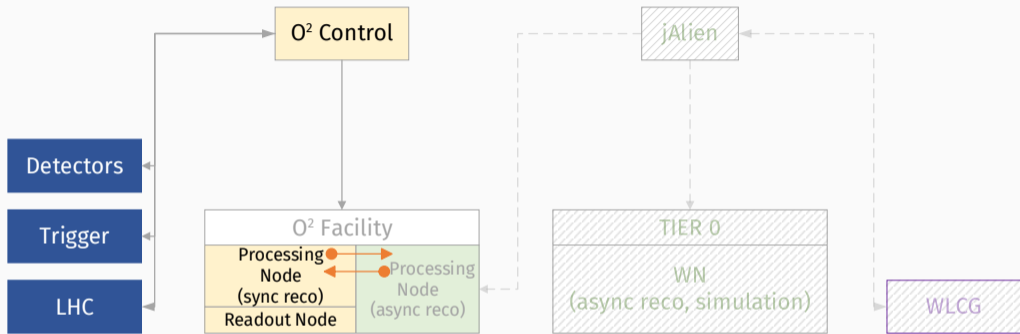 O² Control
jAlien
Detectors
Trigger
LHC
O² Facility
Processing
Node
(sync reco)
Readout Node
Processing
Node
(async reco)
TIER 0
WN
(async reco, simulation)
WLCG